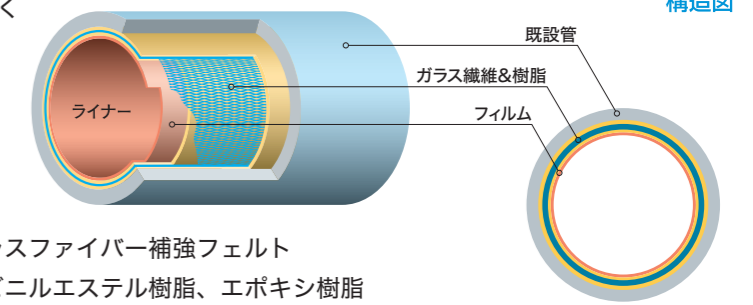 く
構造図
既設管
ガラス繊維&樹脂
フィルム
ライナー
スファイバー補強フェルト
ビニルエステル樹脂、エポキシ樹脂